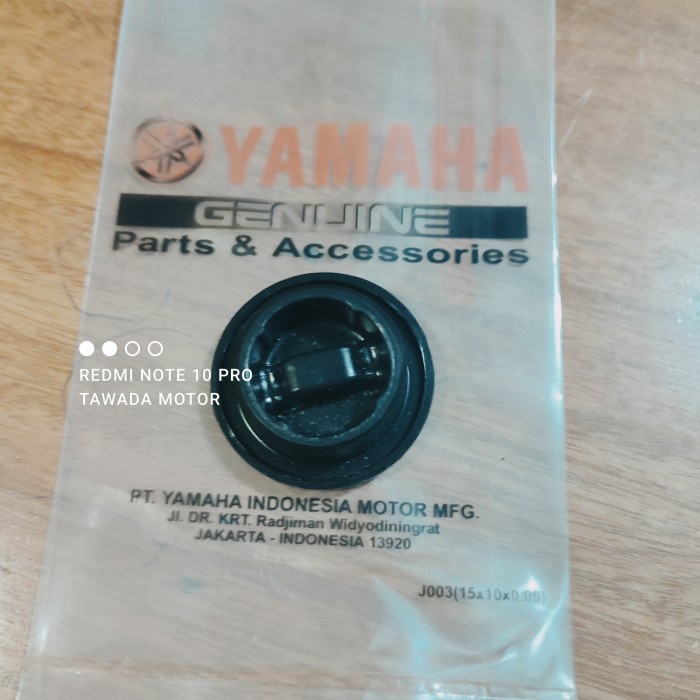 YAMAHA
GENUINE
Parts & Accessories
REDMI NOTE 10 PRO
TAWADA MOTOR
PT. YAMAHA INDONESIA MOTOR MFG.
Jl. DR. KRT. Radjiman Widyodiningrat
JAKARTA - INDONESIA 13920
J003(15x10x0.05)